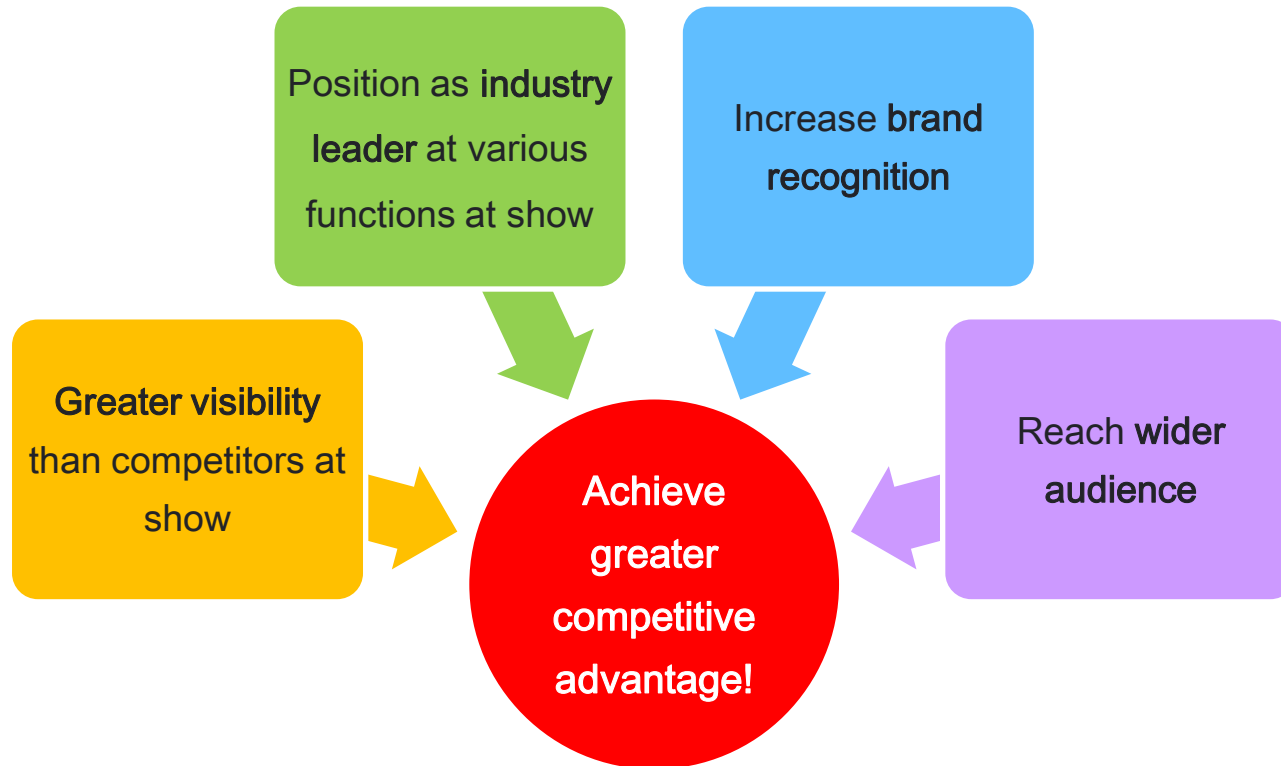 Position as industry
leader at various
functions at show
Increase brand
recognition
Greater visibility
than competitors at
show
Reach wider
audience
Achieve
greater
competitive
advantage!